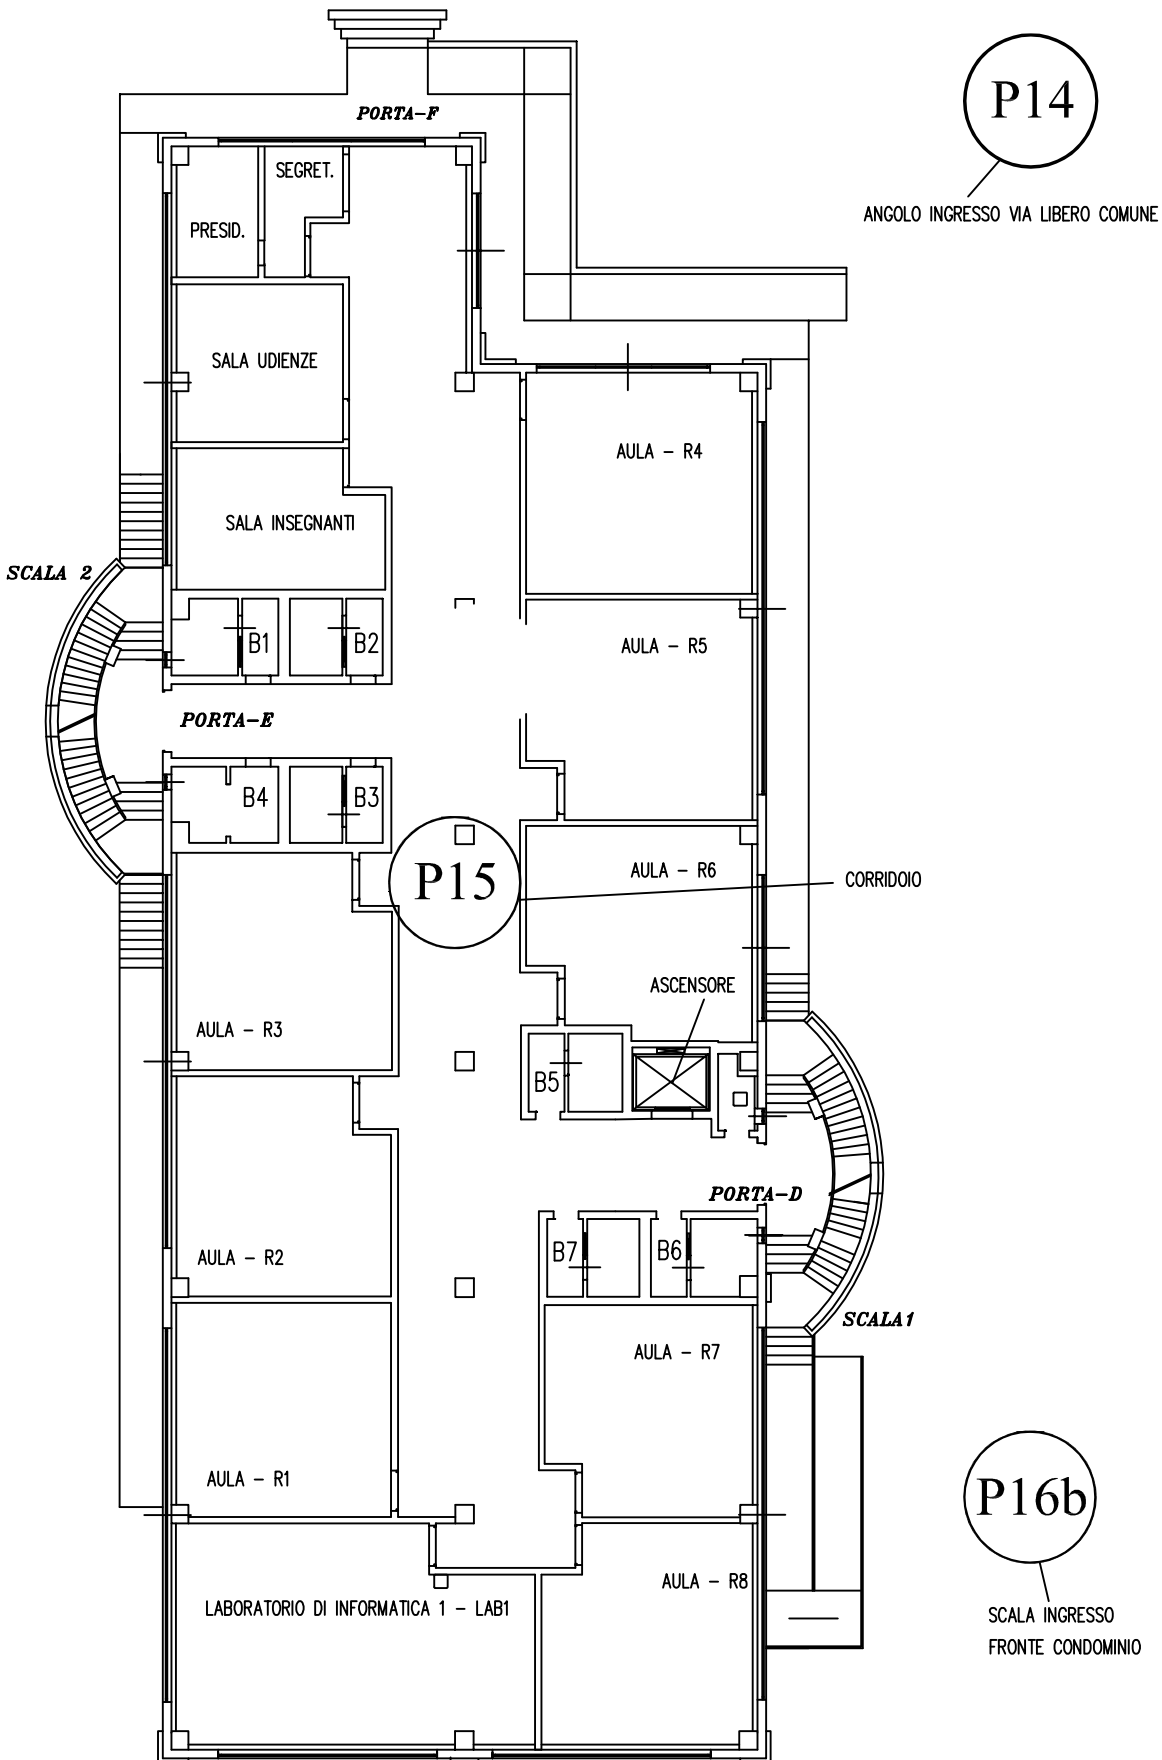 P14
PORTA-F
SEGRET.
ANGOLO INGRESSO VIA LIBERO COMUNE
PRESID.
SALA UDIENZE
AULA - R4
SALA INSEGNANTI
SCALA 2
B1
B2
AULA - R5
PORTA-E
B4
B3
P15
AULA - R6
CORRIDOIO
ASCENSORE
AULA - R3
B5
PORTA-D
B7
B6
AULA - R2
SCALA1
AULA - R7
AULA - R1
P16b
AULA - R8
LABORATORIO DI INFORMATICA 1 - LAB1
SCALA INGRESSO
FRONTE CONDOMINIO